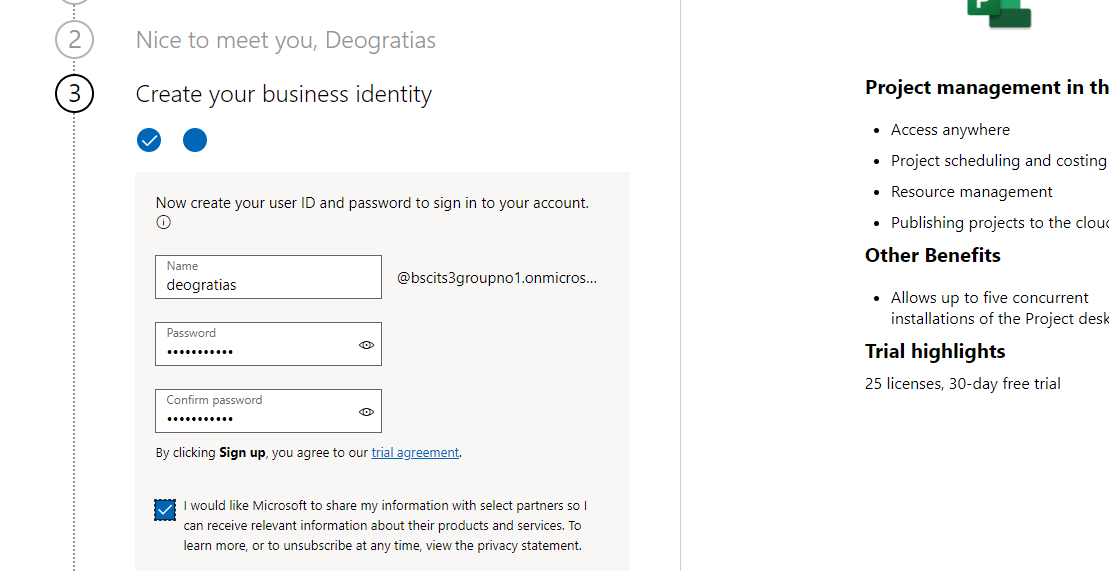 2
Nice to meet you, Deogratias
3
Create your business identity
Now create your user ID and password to sign in to your account.
Name
deogratias
@bscits3groupno1.onmicros...
Password
•••••••••••
Confirm password
•••••••••••
By clicking Sign up, you agree to our trial agreement.
I would like Microsoft to share my information with select partners so I
can receive relevant information about their products and services. To
learn more, or to unsubscribe at any time, view the privacy statement.
Project management in th
Access anywhere
Project scheduling and costing
Resource management
Publishing projects to the clou
Other Benefits
Allows up to five concurrent
installations of the Project desk
Trial highlights
25 licenses, 30-day free trial